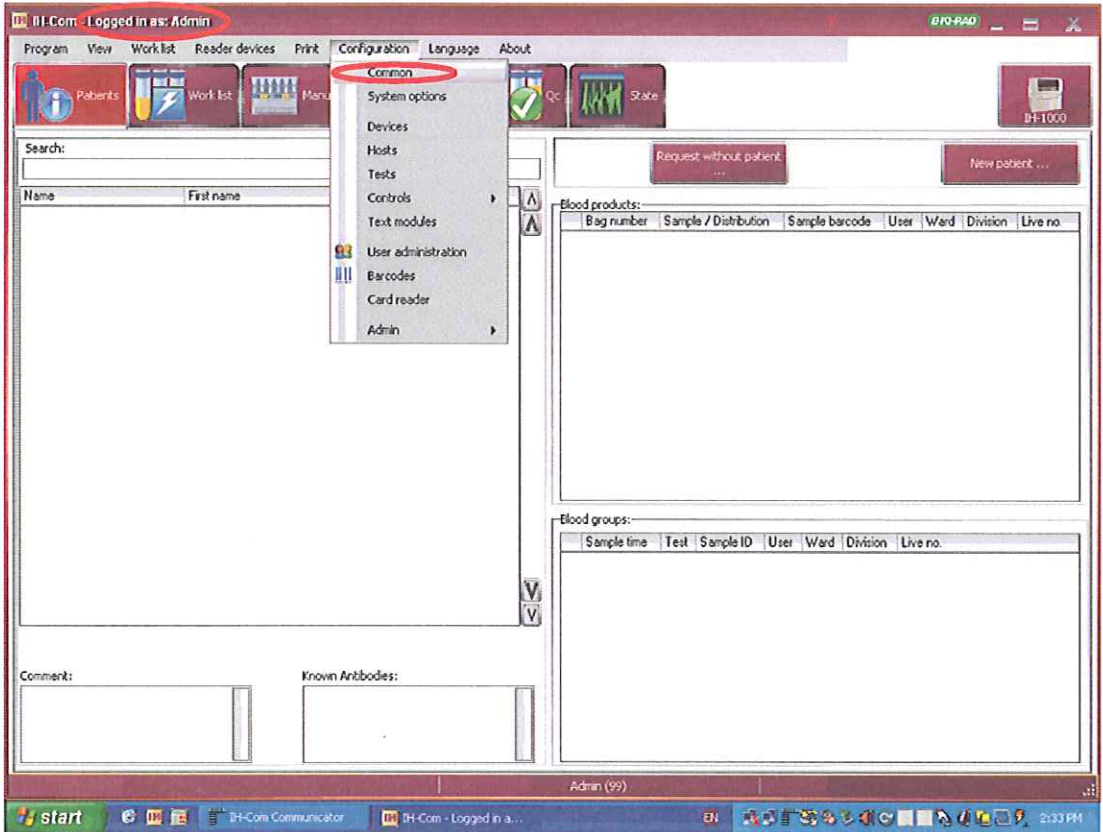 IH-Com - Logged in as: Admin
BIO-RAD
Program View Work list Reader devices Print Configuration Language About
Patients Work list Manu Qc State IH-1000
Common
System options
Devices
Hosts
Tests
Controls
Text modules
User administration
Barcodes
Card reader
Admin
Search:
Name First name
Request without patient
...
New patient ...
Blood products:
Bag number Sample / Distribution Sample barcode User Ward Division Live no.
Blood groups:
Sample time Test Sample ID User Ward Division Live no.
Comment: Known Antibodies:
Admin (99)
start IH-Com Communicator IH-Com - Logged in a... EN 2:33 PM